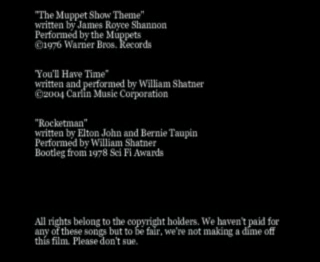 "The Muppet Show Theme"
written by James Royce Shannon
Performed by the Muppets
©1976 Warner Bros. Records
"You'll Have Time"
written and performed by William Shatner
©2004 Carlin Music Corporation
"Rocketman"
written by Elton John and Bernie Taupin
Performed by William Shatner
Bootleg from 1978 Sci Fi Awards
All rights belong to the copyright holders. We haven't paid for
any of these songs but to be fair, we're not making a dime off
this film. Please don't sue.